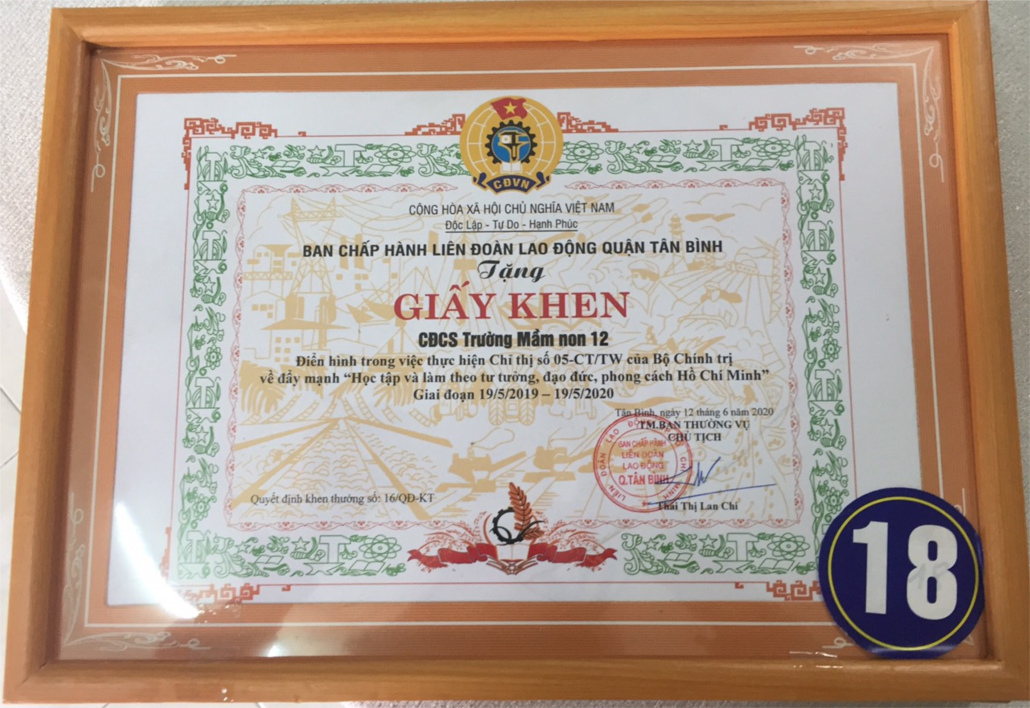 CĐVN
CỘNG HÒA XÃ HỘI CHỦ NGHĨA VIỆT NAM
Độc Lập - Tự Do - Hạnh Phúc
BAN CHẤP HÀNH LIÊN ĐOÀN LAO ĐỘNG QUẬN TÂN BÌNH
Tặng
GIẤY KHEN
CĐCS Trường Mầm non 12
Điển hình trong việc thực hiện Chỉ thị số 05-CT/TW của Bộ Chính trị
về đẩy mạnh “Học tập và làm theo tư tưởng, đạo đức, phong cách Hồ Chí Minh”
Giai đoạn 19/5/2019 – 19/5/2020
Tân Bình, ngày 12 tháng 6 năm 2020
TM.BAN THƯỜNG VỤ
CHỦ TỊCH
BAN CHẤP HÀNH
LIÊN ĐOÀN
LAO ĐỘNG
Q.TÂN BÌNH
Quyết định khen thưởng số: 16/QĐ-KT
Thái Thị Lan Chi
18